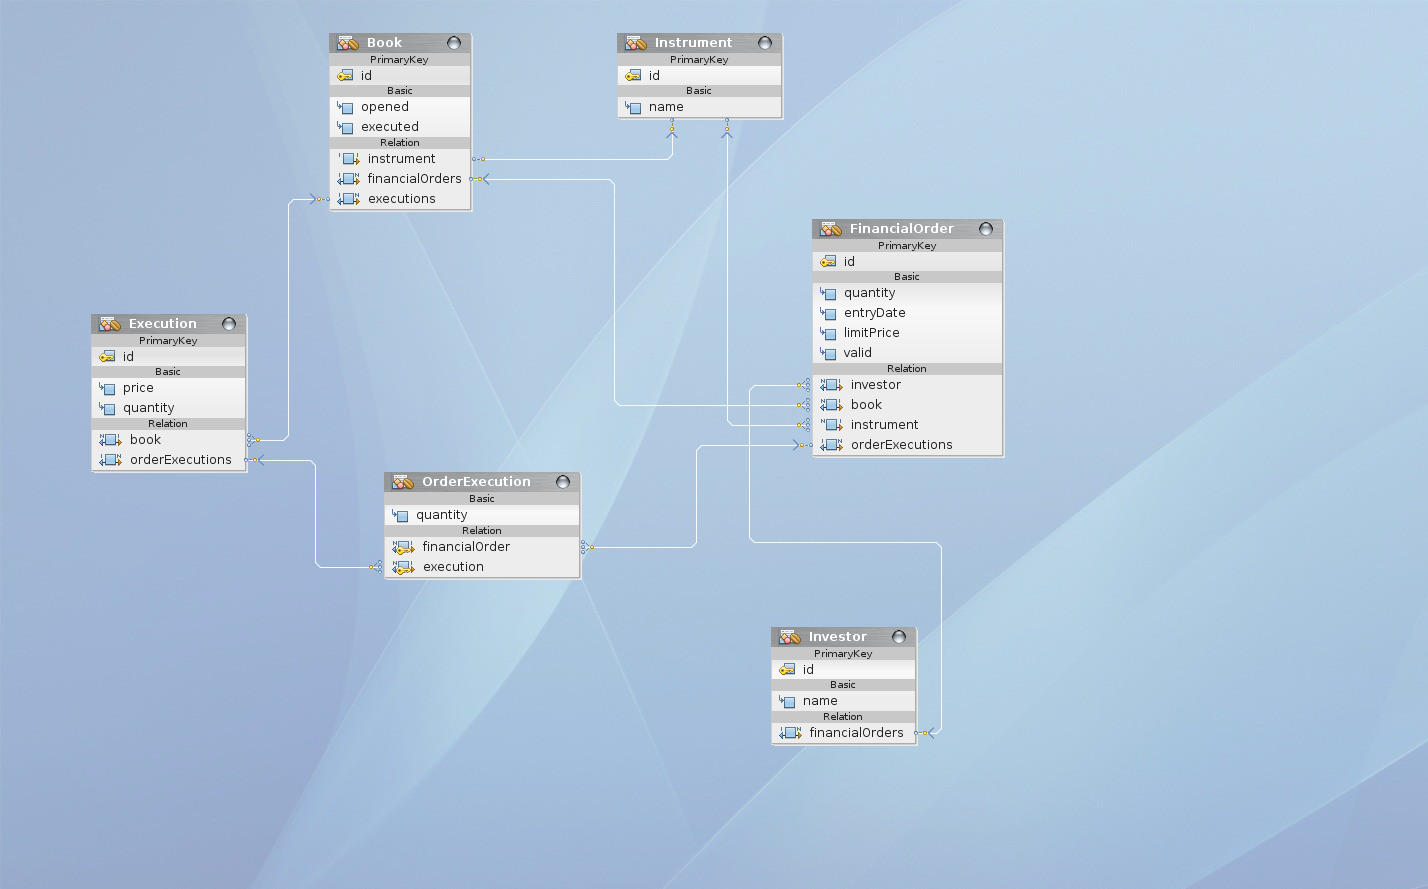 Book
PrimaryKey
id
Basic
opened
executed
Relation
instrument
financialOrders
executions
Instrument
PrimaryKey
id
Basic
name
FinancialOrder
PrimaryKey
id
Basic
quantity
entryDate
limitPrice
valid
Relation
investor
book
instrument
orderExecutions
Execution
PrimaryKey
id
Basic
price
quantity
Relation
book
orderExecutions
OrderExecution
Basic
quantity
Relation
financialOrder
execution
Investor
PrimaryKey
id
Basic
name
Relation
financialOrders